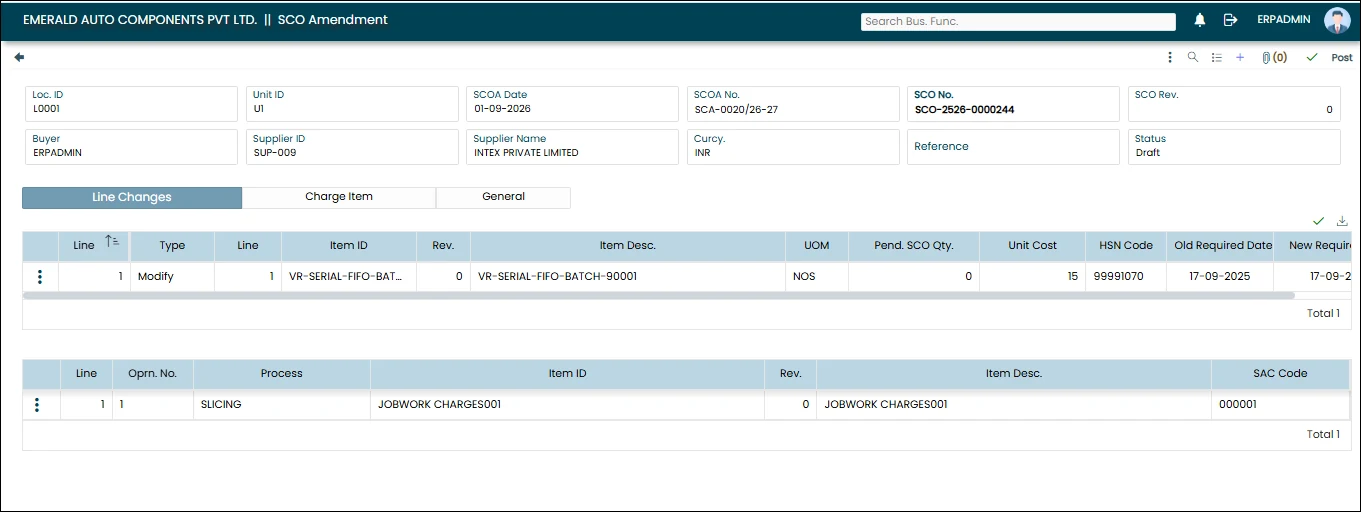 EMERALD AUTO COMPONENTS PVT LTD. || SCO Amendment Search Bus. Func. ERPADMIN
(0) Post
Loc. ID Unit ID SCOA Date SCOA No. SCO No. SCO Rev.
L0001 U1 01-09-2026 SCA-0020/26-27 SCO-2526-0000244 0
Buyer Supplier ID Supplier Name Curcy. Reference Status
ERPADMIN SUP-009 INTEX PRIVATE LIMITED INR Draft
Line Changes Charge Item General
Line Type Line Item ID Rev. Item Desc. UOM Pend. SCO Qty. Unit Cost HSN Code Old Required Date New Require
1 Modify 1 VR-SERIAL-FIFO-BAT... 0 VR-SERIAL-FIFO-BATCH-90001 NOS 0 15 99991070 17-09-2025 17-09-2
Total 1
Line Oprn. No. Process Item ID Rev. Item Desc. SAC Code
1 1 SLICING JOBWORK CHARGES001 0 JOBWORK CHARGES001 000001
Total 1